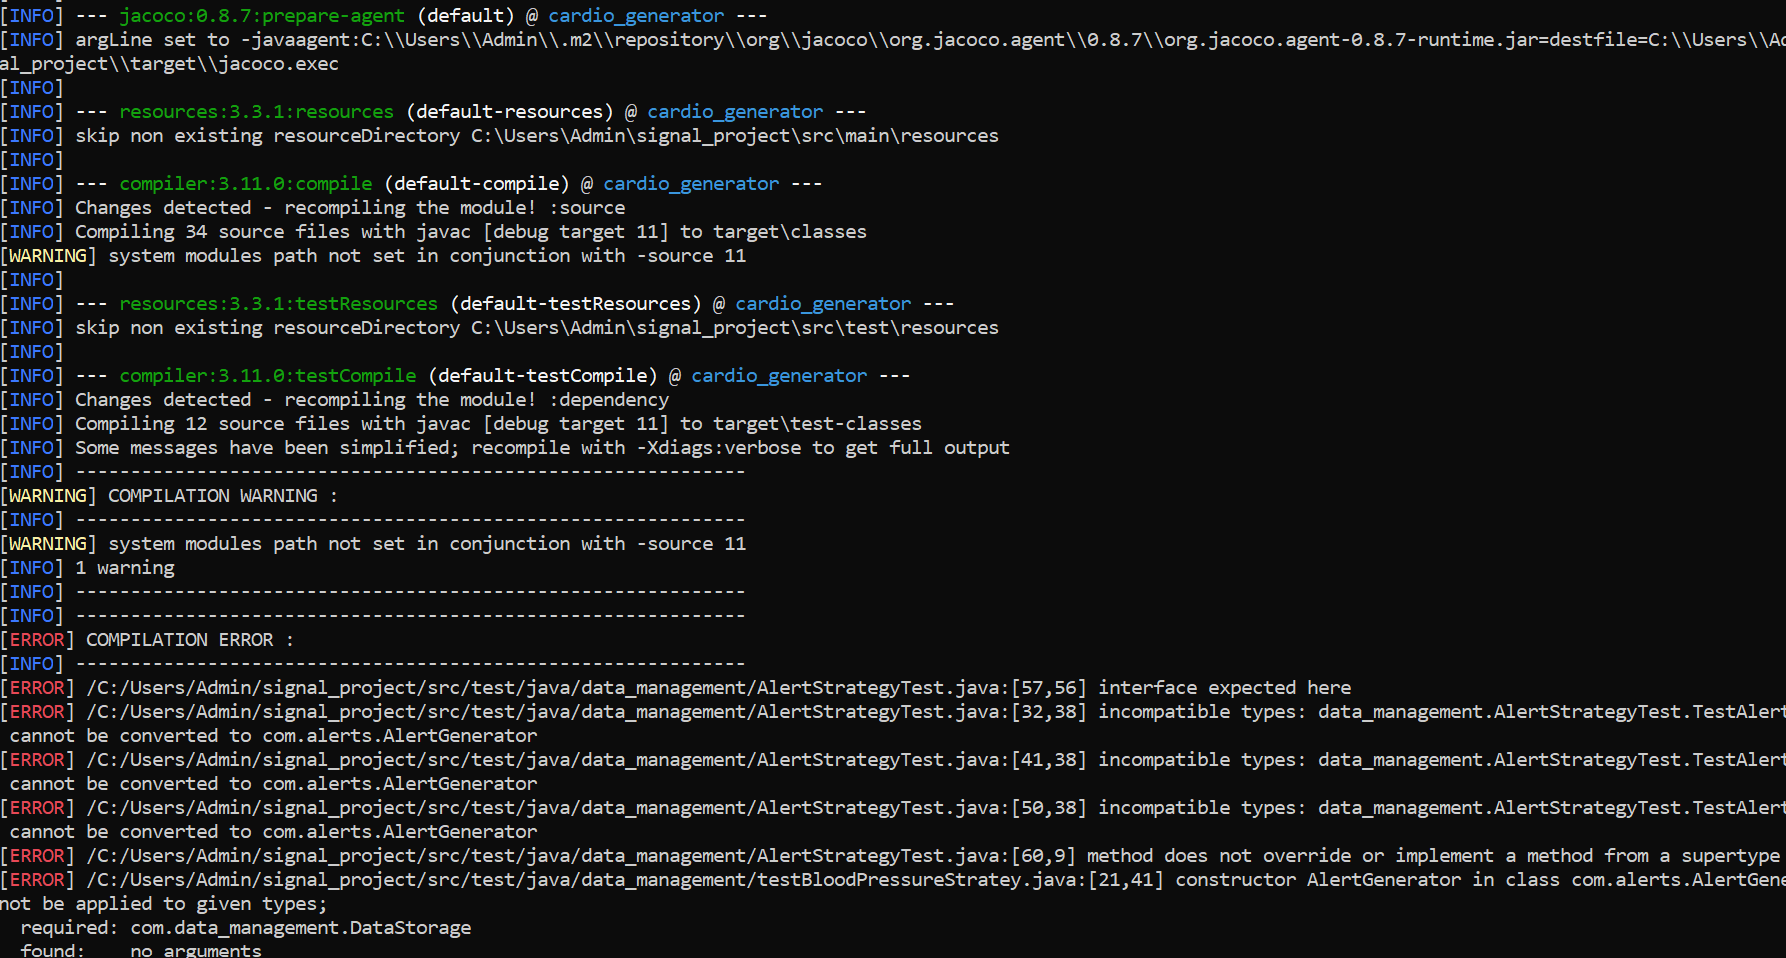 [INFO] --- jacoco:0.8.7:prepare-agent (default) @ cardio_generator ---
[INFO] argLine set to -javaagent:C:\\Users\\Admin\\.m2\\repository\\org\\jacoco\\org.jacoco.agent\\0.8.7\\org.jacoco.agent-0.8.7-runtime.jar=destfile=C:\\Users\\Ad
al_project\\target\\jacoco.exec
[INFO]
[INFO] --- resources:3.3.1:resources (default-resources) @ cardio_generator ---
[INFO] skip non existing resourceDirectory C:\Users\Admin\signal_project\src\main\resources
[INFO]
[INFO] --- compiler:3.11.0:compile (default-compile) @ cardio_generator ---
[INFO] Changes detected - recompiling the module! :source
[INFO] Compiling 34 source files with javac [debug target 11] to target\classes
[WARNING] system modules path not set in conjunction with -source 11
[INFO]
[INFO] --- resources:3.3.1:testResources (default-testResources) @ cardio_generator ---
[INFO] skip non existing resourceDirectory C:\Users\Admin\signal_project\src\test\resources
[INFO]
[INFO] --- compiler:3.11.0:testCompile (default-testCompile) @ cardio_generator ---
[INFO] Changes detected - recompiling the module! :dependency
[INFO] Compiling 12 source files with javac [debug target 11] to target\test-classes
[INFO] Some messages have been simplified; recompile with -Xdiags:verbose to get full output
[INFO] -------------------------------------------------------------
[WARNING] COMPILATION WARNING :
[INFO] -------------------------------------------------------------
[WARNING] system modules path not set in conjunction with -source 11
[INFO] 1 warning
[INFO] -------------------------------------------------------------
[INFO] -------------------------------------------------------------
[ERROR] COMPILATION ERROR :
[INFO] -------------------------------------------------------------
[ERROR] /C:/Users/Admin/signal_project/src/test/java/data_management/AlertStrategyTest.java:[57,56] interface expected here
[ERROR] /C:/Users/Admin/signal_project/src/test/java/data_management/AlertStrategyTest.java:[32,38] incompatible types: data_management.AlertStrategyTest.TestAlert
cannot be converted to com.alerts.AlertGenerator
[ERROR] /C:/Users/Admin/signal_project/src/test/java/data_management/AlertStrategyTest.java:[41,38] incompatible types: data_management.AlertStrategyTest.TestAlert
cannot be converted to com.alerts.AlertGenerator
[ERROR] /C:/Users/Admin/signal_project/src/test/java/data_management/AlertStrategyTest.java:[50,38] incompatible types: data_management.AlertStrategyTest.TestAlert
cannot be converted to com.alerts.AlertGenerator
[ERROR] /C:/Users/Admin/signal_project/src/test/java/data_management/AlertStrategyTest.java:[60,9] method does not override or implement a method from a supertype
[ERROR] /C:/Users/Admin/signal_project/src/test/java/data_management/testBloodPressureStratey.java:[21,41] constructor AlertGenerator in class com.alerts.AlertGene
not be applied to given types;
required: com.data_management.DataStorage
found: no arguments